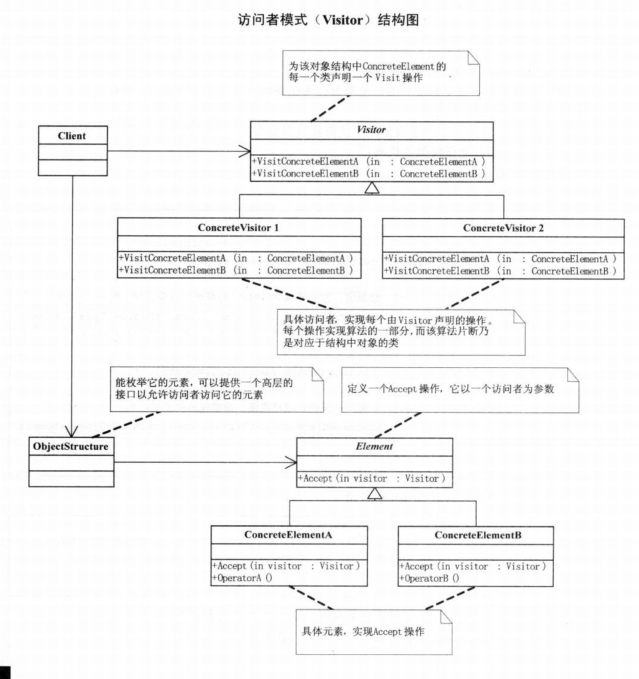 访问者模式（Visitor）结构图
为该对象结构中ConcreteElement的
每一个类声明一个 Visit 操作
Client
Visitor
+VisitConcreteElementA (in : ConcreteElementA )
+VisitConcreteElementB (in : ConcreteElementB )
ConcreteVisitor 1
+VisitConcreteElementA (in : ConcreteElementA )
+VisitConcreteElementB (in : ConcreteElementB )
ConcreteVisitor 2
+VisitConcreteElementA (in : ConcreteElementA )
+VisitConcreteElementB (in : ConcreteElementB )
具体访问者，实现每个由Visitor 声明的操作。
每个操作实现算法的一部分,而该算法片断乃
是对应于结构中对象的类
能枚举它的元素，可以提供一个高层的
接口以允许访问者访问它的元素
定义一个Accept 操作，它以一个访问者为参数
ObjectStructure
Element
+Accept(in visitor : Visitor)
ConcreteElementA
+Accept(in visitor : Visitor)
+OperatorA ()
ConcreteElementB
+Accept(in visitor : Visitor)
+OperatorB ()
具体元素，实现Accept 操作